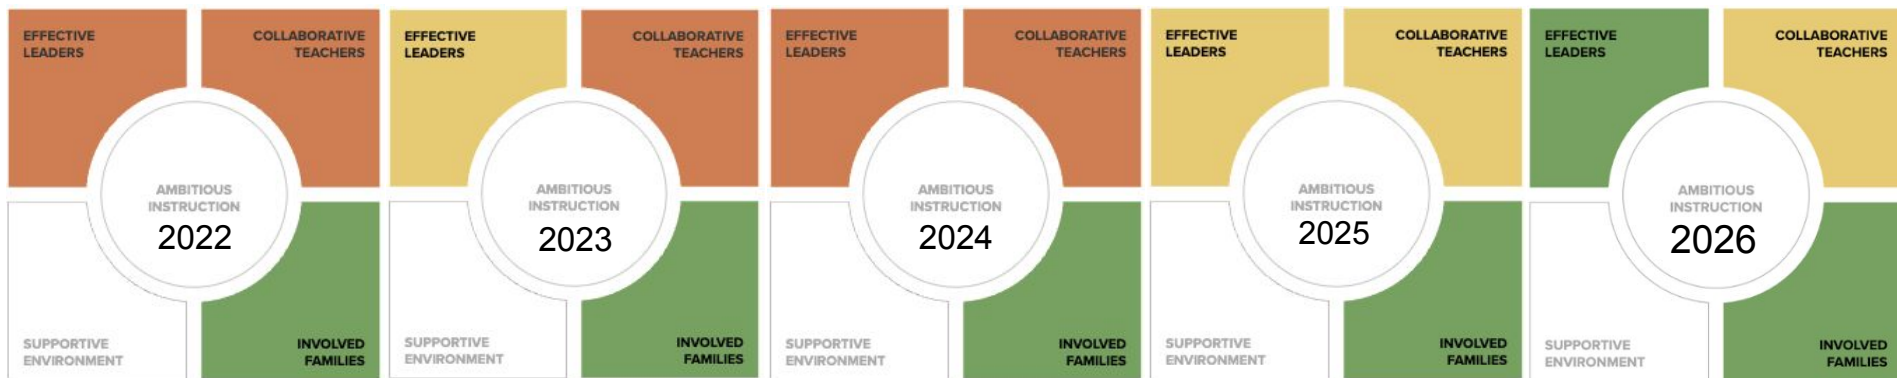 EFFECTIVE
LEADERS
COLLABORATIVE
TEACHERS
AMBITIOUS
INSTRUCTION
2022
SUPPORTIVE
ENVIRONMENT
INVOLVED
FAMILIES
EFFECTIVE
LEADERS
COLLABORATIVE
TEACHERS
AMBITIOUS
INSTRUCTION
2023
SUPPORTIVE
ENVIRONMENT
INVOLVED
FAMILIES
EFFECTIVE
LEADERS
COLLABORATIVE
TEACHERS
AMBITIOUS
INSTRUCTION
2024
SUPPORTIVE
ENVIRONMENT
INVOLVED
FAMILIES
EFFECTIVE
LEADERS
COLLABORATIVE
TEACHERS
AMBITIOUS
INSTRUCTION
2025
SUPPORTIVE
ENVIRONMENT
INVOLVED
FAMILIES
EFFECTIVE
LEADERS
COLLABORATIVE
TEACHERS
AMBITIOUS
INSTRUCTION
2026
SUPPORTIVE
ENVIRONMENT
INVOLVED
FAMILIES